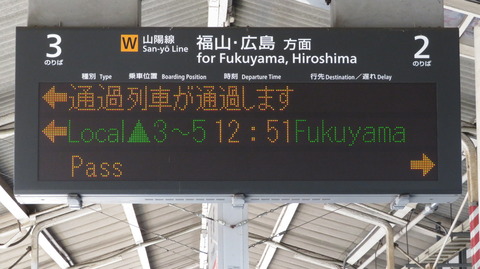 3 W 山陽線 福山・広島 方面 2
のりば San-yō Line for Fukuyama, Hiroshima のりば
種別 Type 乗車位置 Boarding Position 時刻 Departure Time 行先 Destination／遅れ Delay
←通過列車が通過します
←Local▲3～5 12：51Fukuyama
Pass →